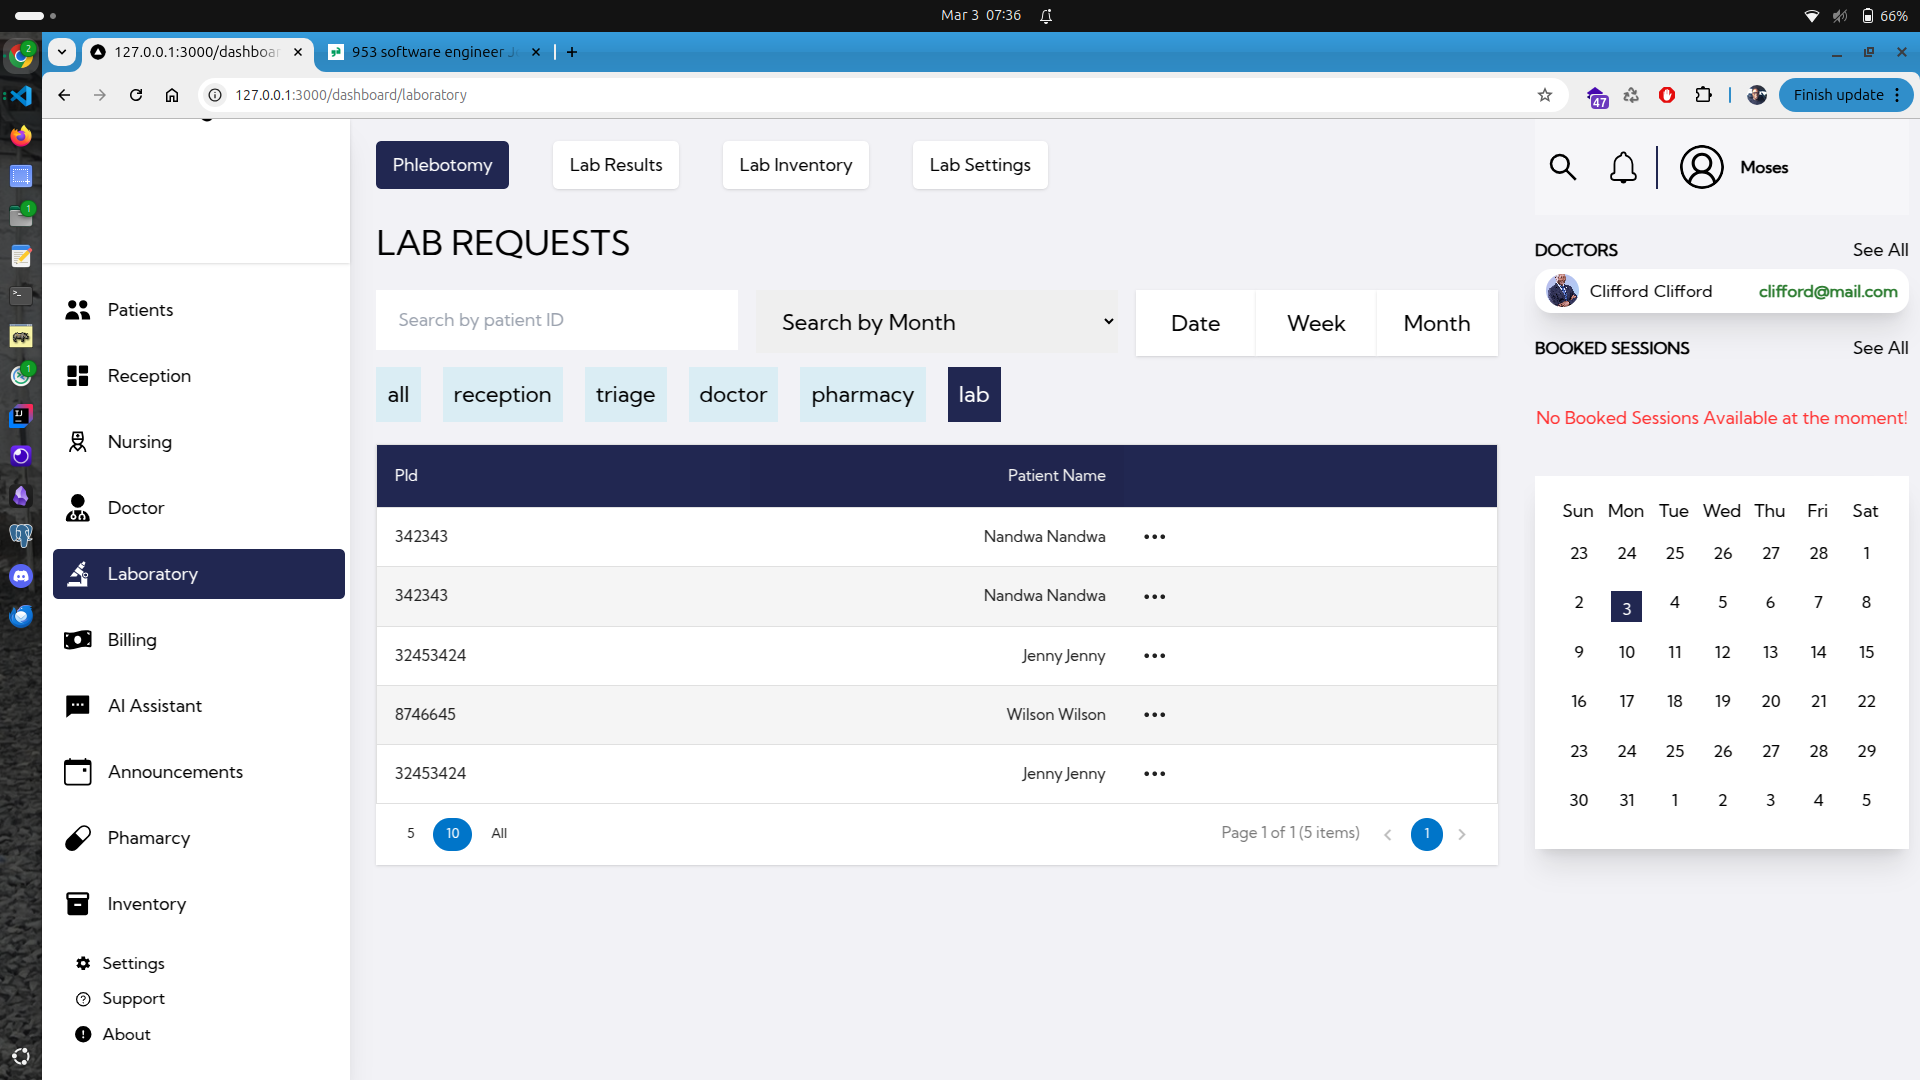 Mar 3 07:36
66%
127.0.0.1:3000/dashboa
953 software engineer J
127.0.0.1:3000/dashboard/laboratory
47
Finish update
2
1
1
Patients
Reception
Nursing
Doctor
Laboratory
Billing
AI Assistant
Announcements
Phamarcy
Inventory
Settings
Support
About
Phlebotomy
Lab Results
Lab Inventory
Lab Settings
LAB REQUESTS
Search by patient ID
Search by Month
Date
Week
Month
all
reception
triage
doctor
pharmacy
lab
PId Patient Name
342343 Nandwa Nandwa
342343 Nandwa Nandwa
32453424 Jenny Jenny
8746645 Wilson Wilson
32453424 Jenny Jenny
5 10 All
Page 1 of 1 (5 items) 1
Moses
DOCTORS See All
Clifford Clifford clifford@mail.com
BOOKED SESSIONS See All
No Booked Sessions Available at the moment!
Sun Mon Tue Wed Thu Fri Sat
23 24 25 26 27 28 1
2 3 4 5 6 7 8
9 10 11 12 13 14 15
16 17 18 19 20 21 22
23 24 25 26 27 28 29
30 31 1 2 3 4 5